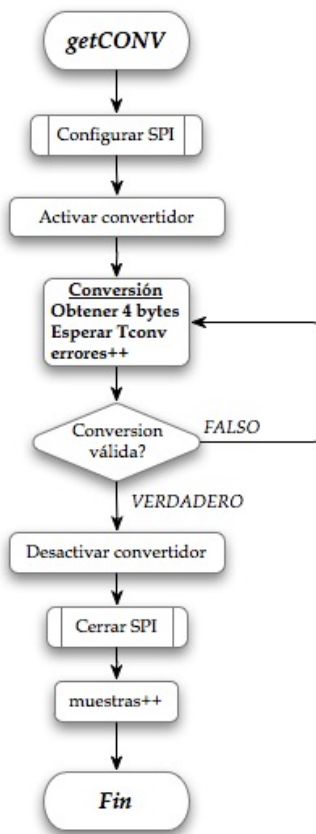 getCONV
Configurar SPI
Activar convertidor
Conversión
Obtener 4 bytes
Esperar Tconv
errores++
Conversion
válida?
FALSO
VERDADERO
Desactivar convertidor
Cerrar SPI
muestras++
Fin